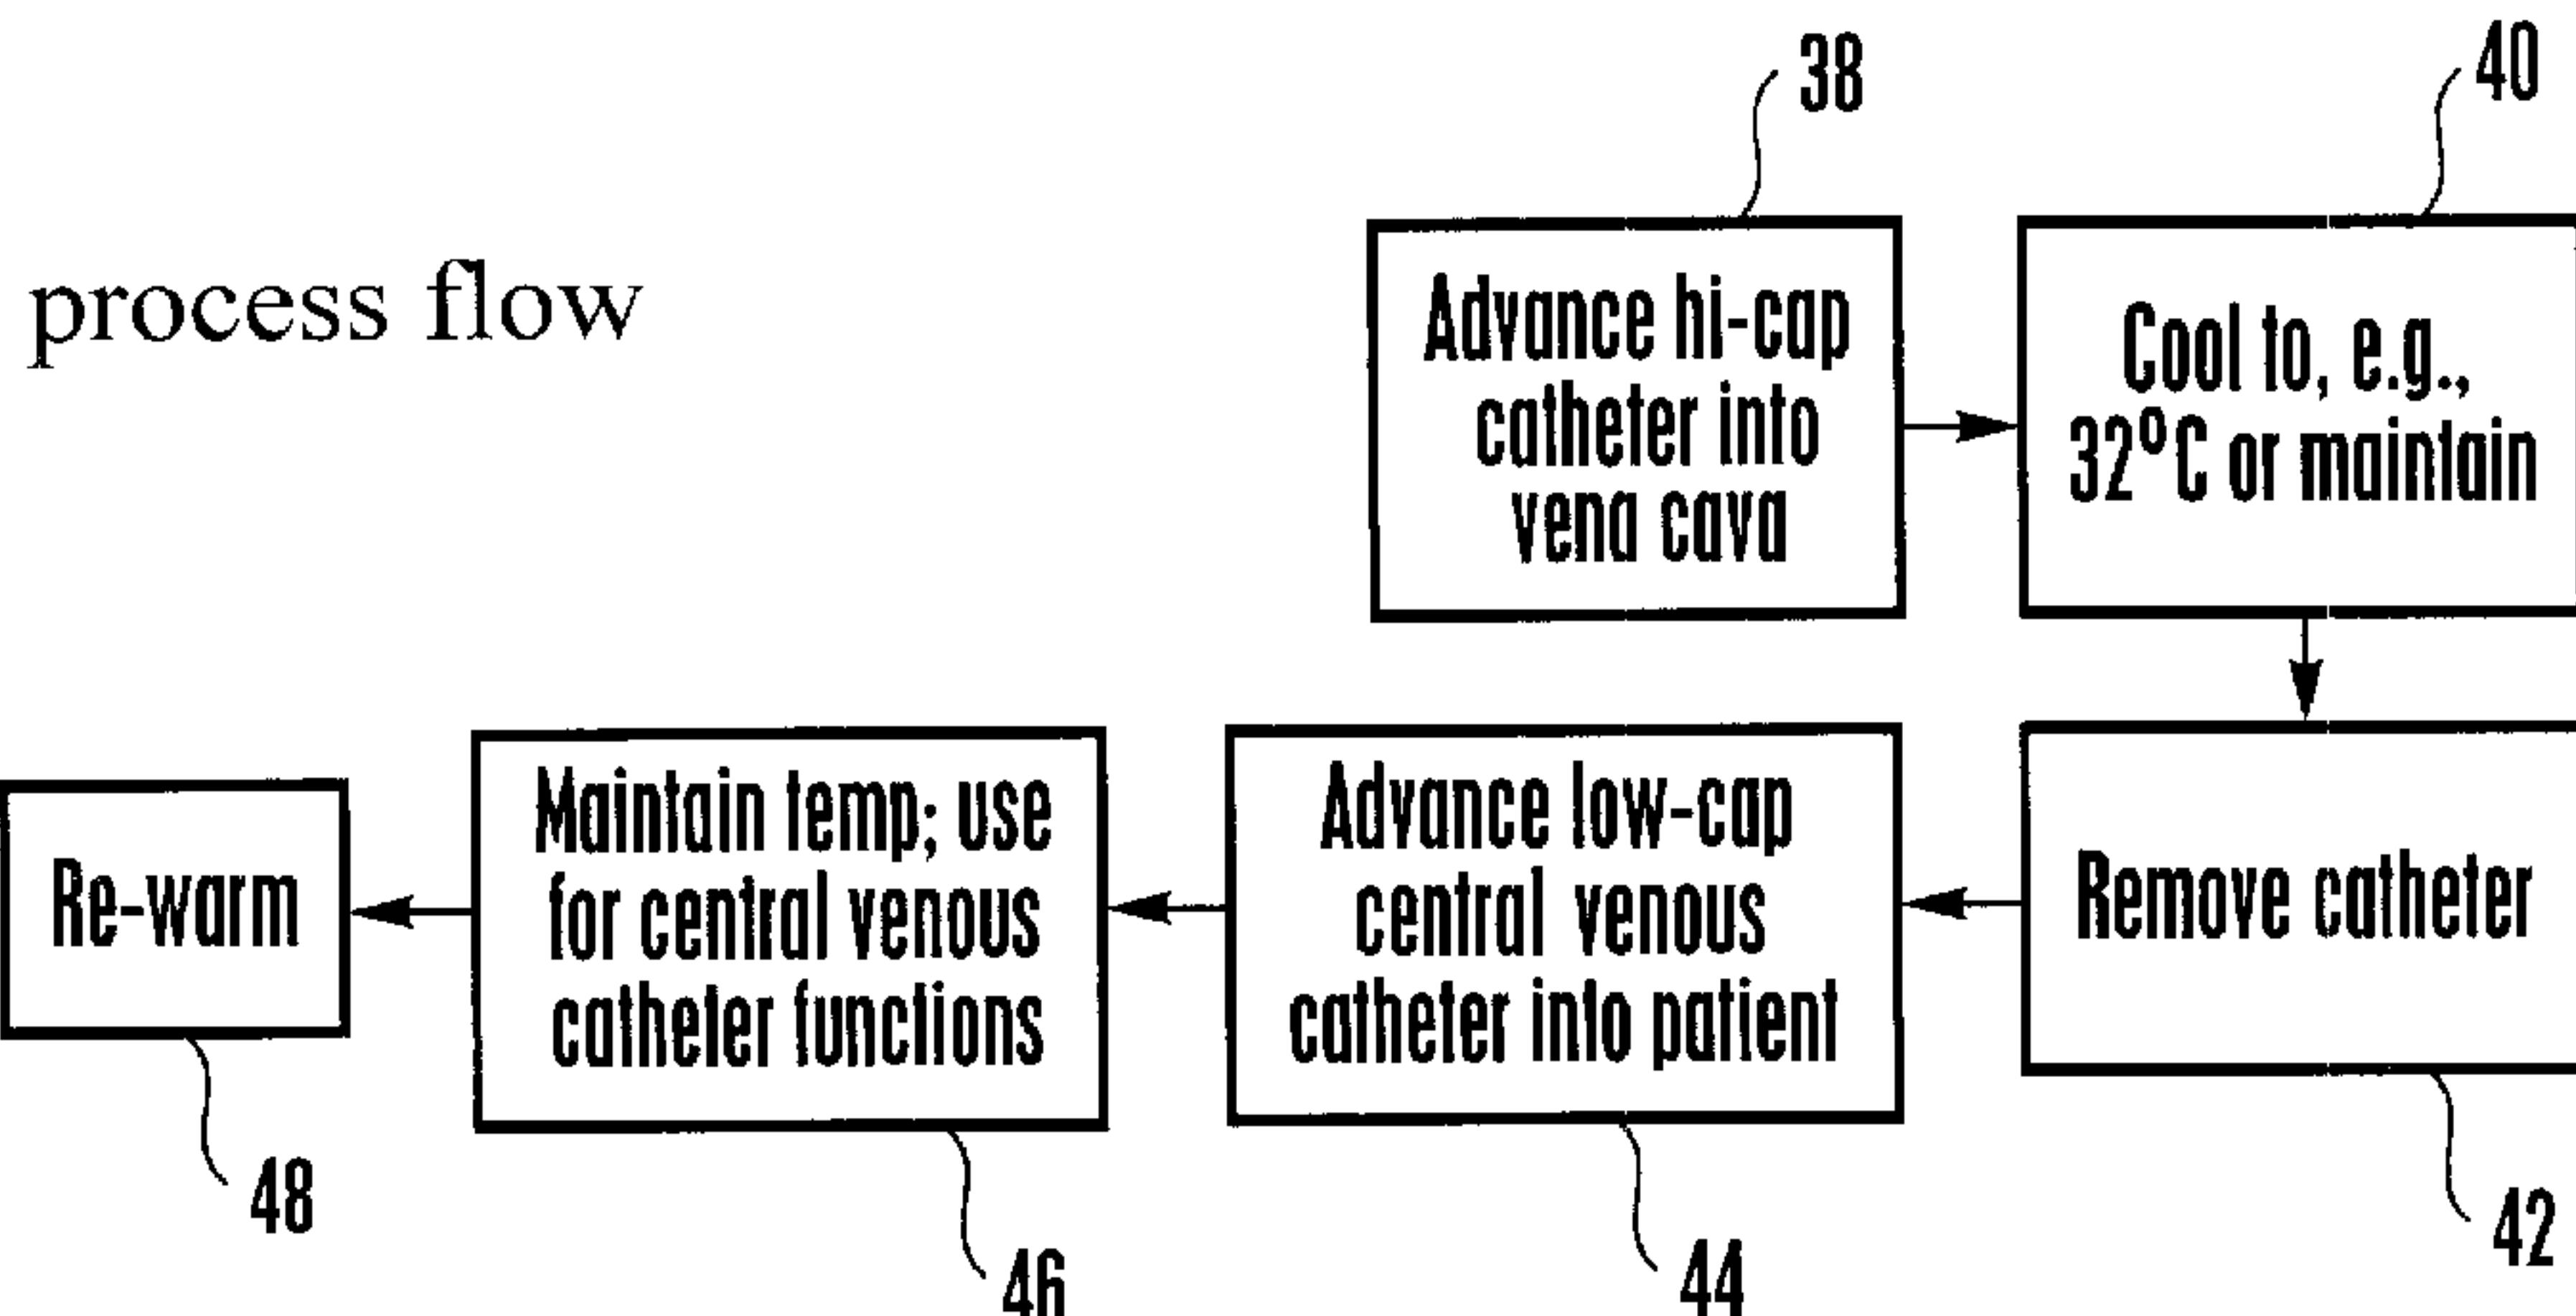 38
40
process flow
Advance hi-cap
catheter into
vena cava
Cool to, e.g.,
32°C or maintain
Re-warm
Maintain temp; use
for central venous
catheter functions
Advance low-cap
central venous
catheter into patient
Remove catheter
48
46
44
42